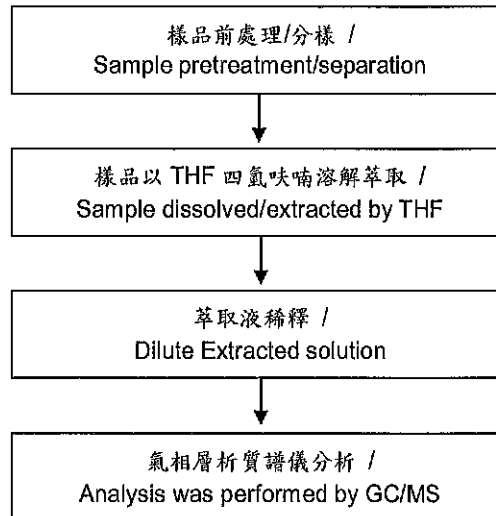 樣品前處理/分樣 /
Sample pretreatment/separation
樣品以 THF 四氫呋喃溶解萃取 /
Sample dissolved/extracted by THF
萃取液稀釋 /
Dilute Extracted solution
氣相層析質譜儀分析 /
Analysis was performed by GC/MS